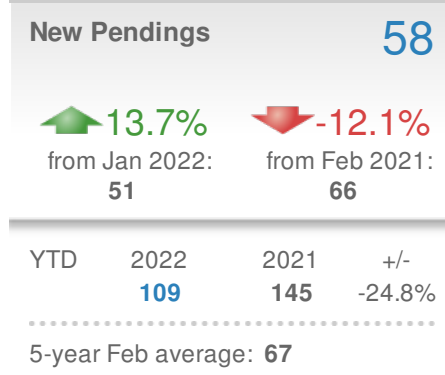 New Pendings 58
13.7% -12.1%
from Jan 2022: from Feb 2021:
51 66
YTD 2022 2021 +/-
109 145 -24.8%
5-year Feb average: 67